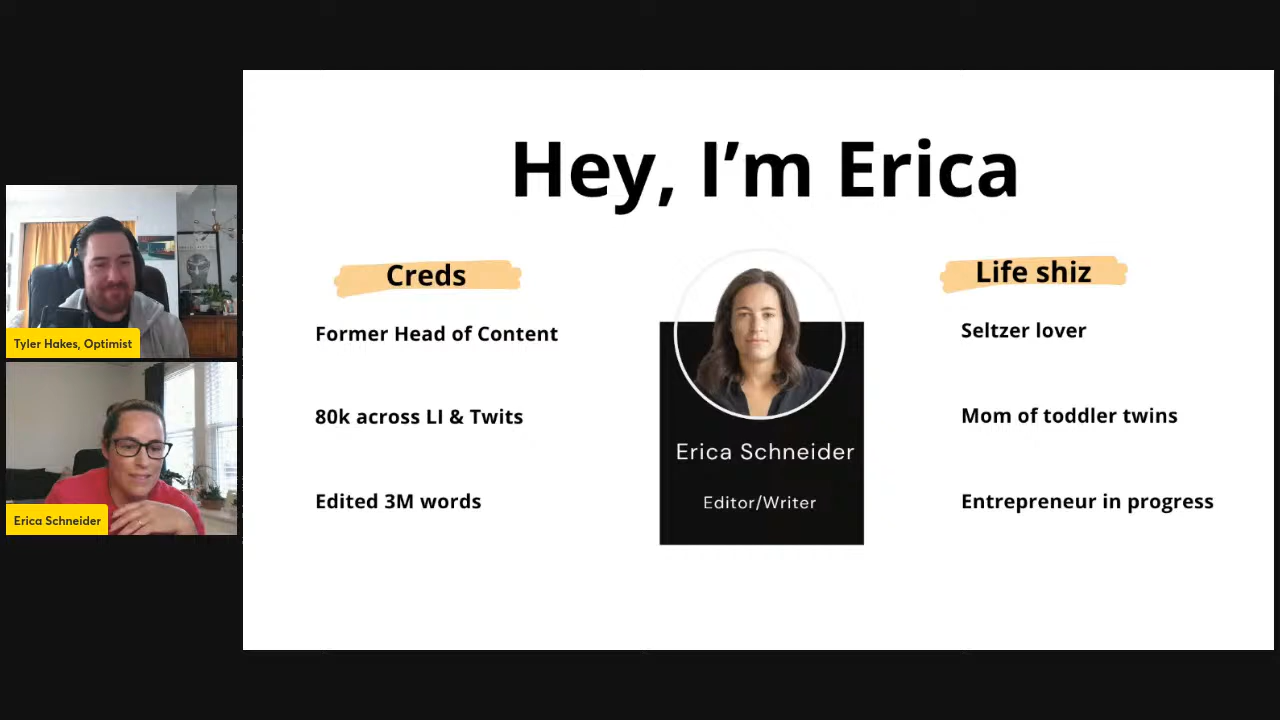 Hey, I’m Erica
Creds
Former Head of Content
80k across LI & Twits
Edited 3M words
Erica Schneider
Editor/Writer
Life shiz
Seltzer lover
Mom of toddler twins
Entrepreneur in progress
Tyler Hakes, Optimist
Erica Schneider